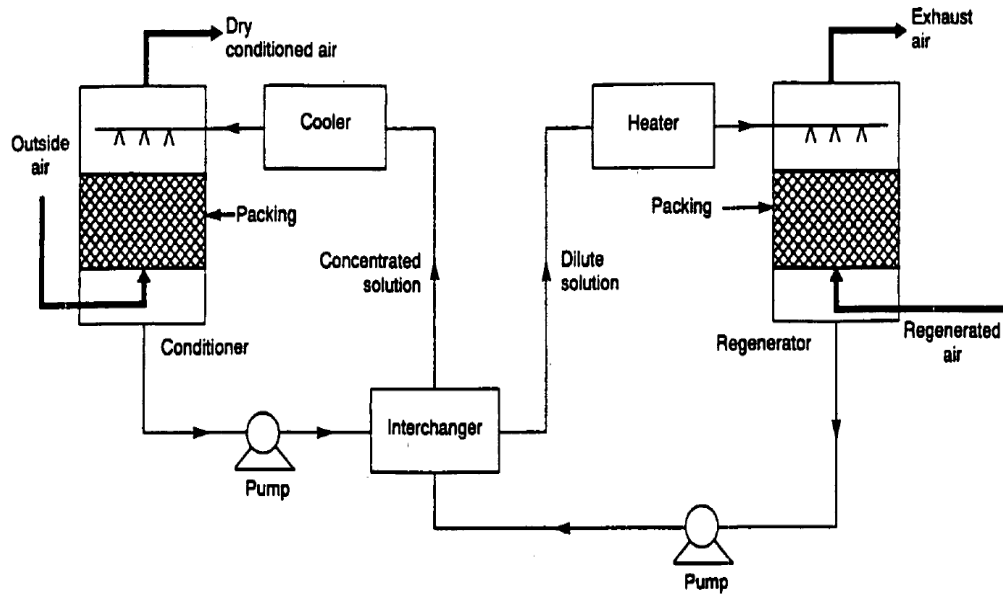 Dry
conditioned air
Exhaust
air
Cooler
Heater
Outside
air
Packing
Packing
Concentrated
solution
Dilute
solution
Conditioner
Regenerator
Regenerated
air
Interchanger
Pump
Pump